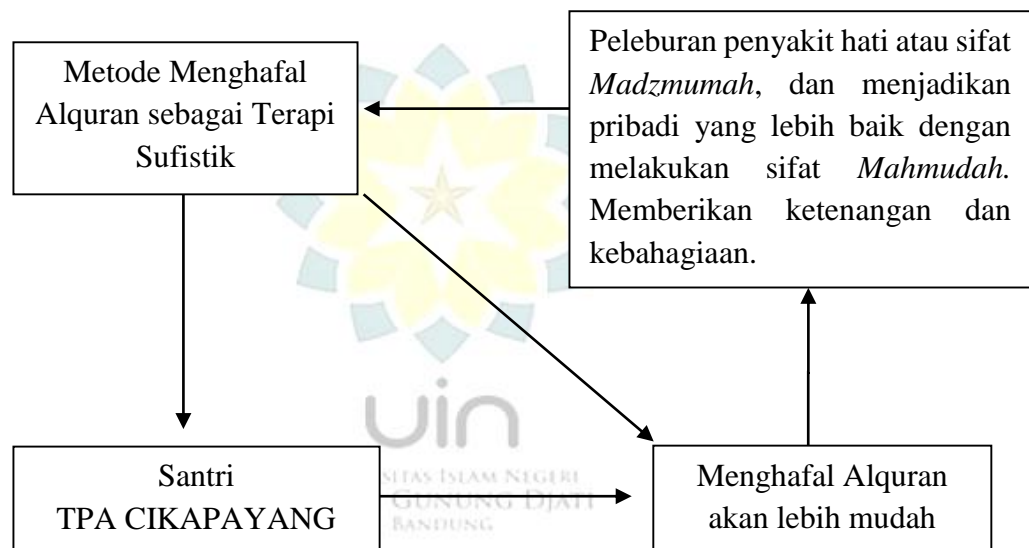 Metode Menghafal
Alquran sebagai Terapi
Sufistik
Peleburan penyakit hati atau sifat
Madzmumah, dan menjadikan
pribadi yang lebih baik dengan
melakukan sifat Mahmudah.
Memberikan ketenangan dan
kebahagiaan.
uin
SITAS ISLAM NEGERI
GUNUNG DJATI
BANDUNG
Santri
TPA CIKAPAYANG
Menghafal Alquran
akan lebih mudah